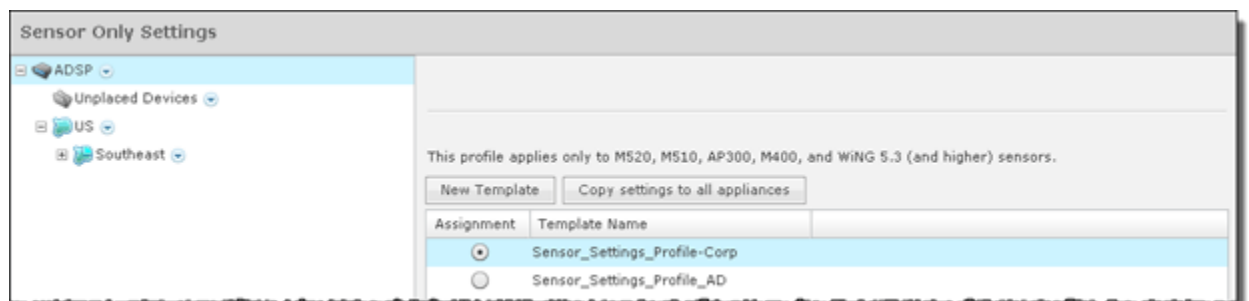 Sensor Only Settings
ADSP
Unplaced Devices
US
Southeast
This profile applies only to M520, M510, AP300, M400, and WiNG 5.3 (and higher) sensors.
New Template
Copy settings to all appliances
Assignment
Template Name
Sensor_Settings_Profile-Corp
Sensor_Settings_Profile_AD